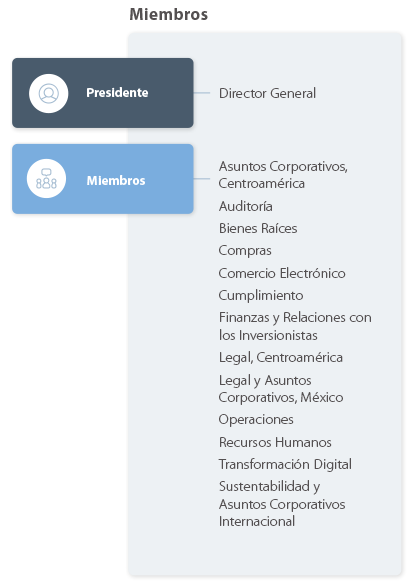 Miembros
Presidente
Director General
Miembros
Asuntos Corporativos,
Centroamérica
Auditoría
Bienes Raíces
Compras
Comercio Electrónico
Cumplimiento
Finanzas y Relaciones con
los Inversionistas
Legal, Centroamérica
Legal y Asuntos
Corporativos, México
Operaciones
Recursos Humanos
Transformación Digital
Sustentabilidad y
Asuntos Corporativos
Internacional